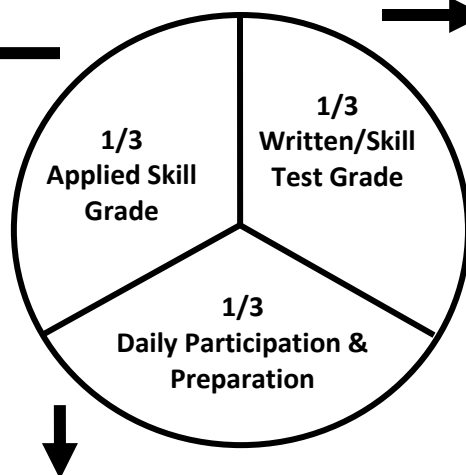 1/3
Applied Skill
Grade
1/3
Written/Skill
Test Grade
1/3
Daily Participation &
Preparation